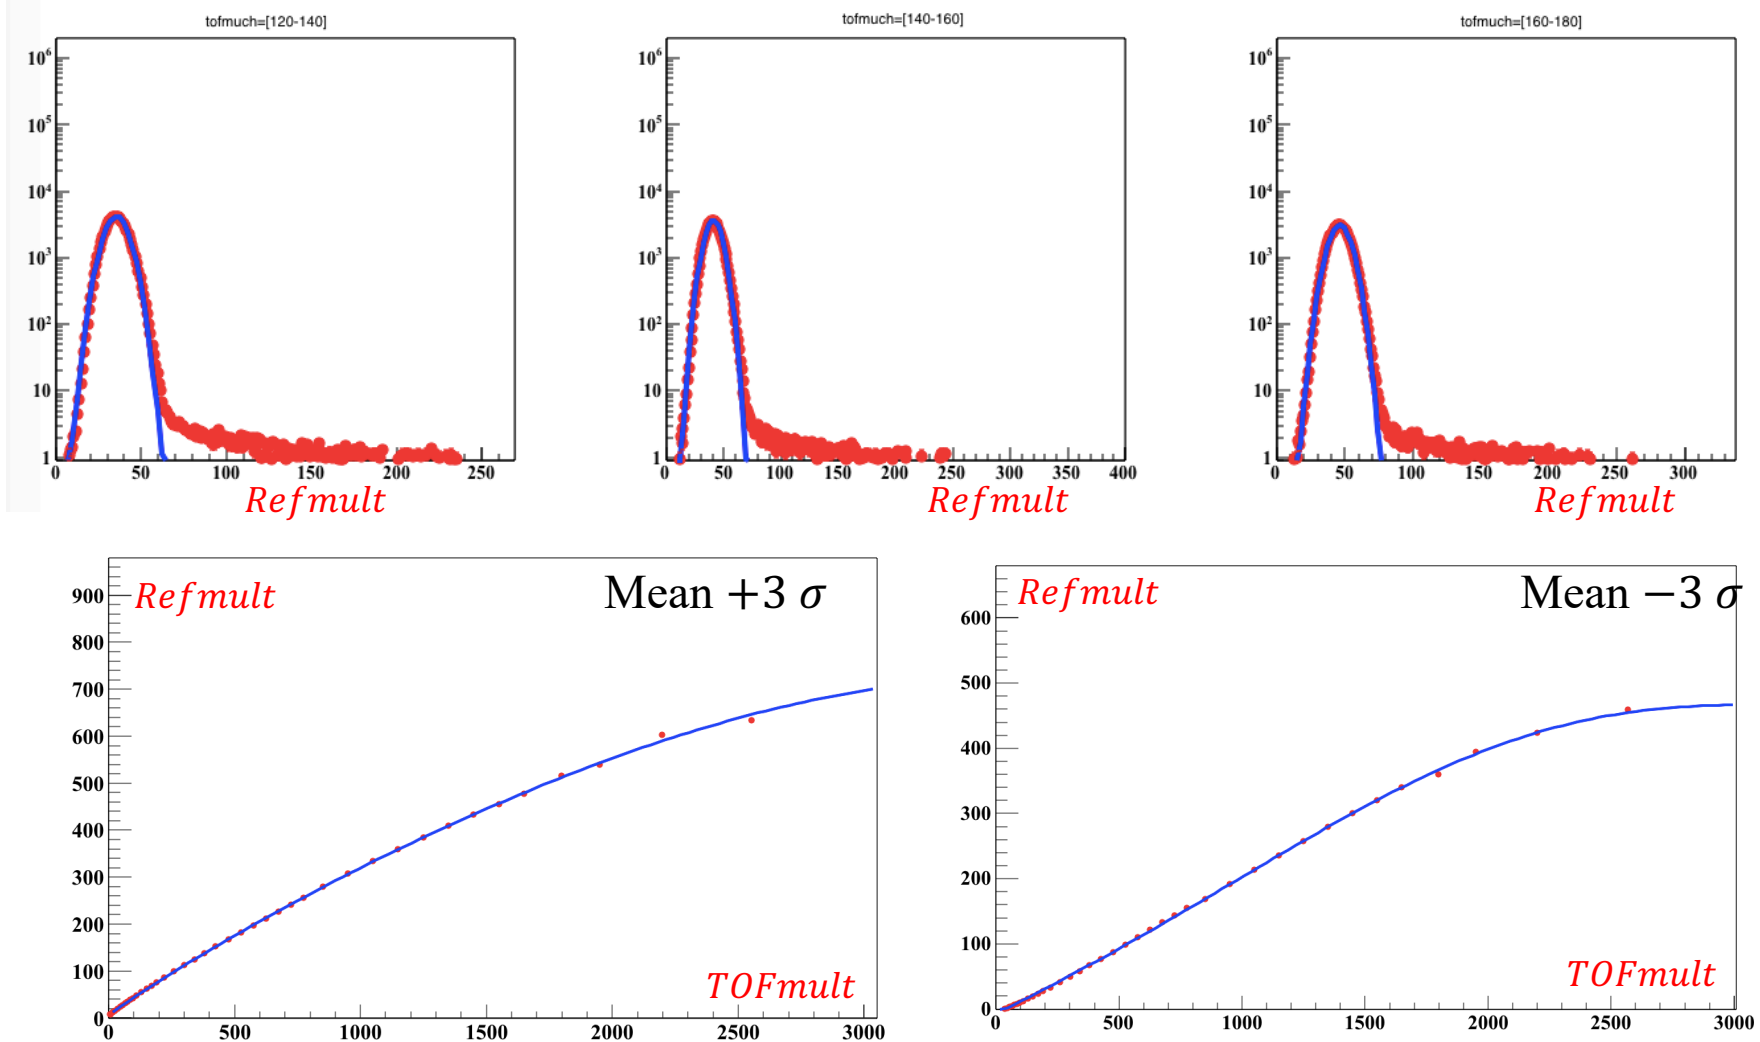 tofmuch=[120-140]
tofmuch=[140-160]
tofmuch=[160-180]
10⁶
10⁵
10⁴
10³
10²
10
1
0 50 100 150 200 250
Refmult
10⁶
10⁵
10⁴
10³
10²
10
1
0 50 100 150 200 250 300 350 400
Refmult
10⁶
10⁵
10⁴
10³
10²
10
1
0 50 100 150 200 250 300
Refmult
Refmult
Mean +3 σ
900
800
700
600
500
400
300
200
100
0
TOFmult
0 500 1000 1500 2000 2500 3000
Refmult
Mean −3 σ
600
500
400
300
200
100
0
TOFmult
0 500 1000 1500 2000 2500 3000